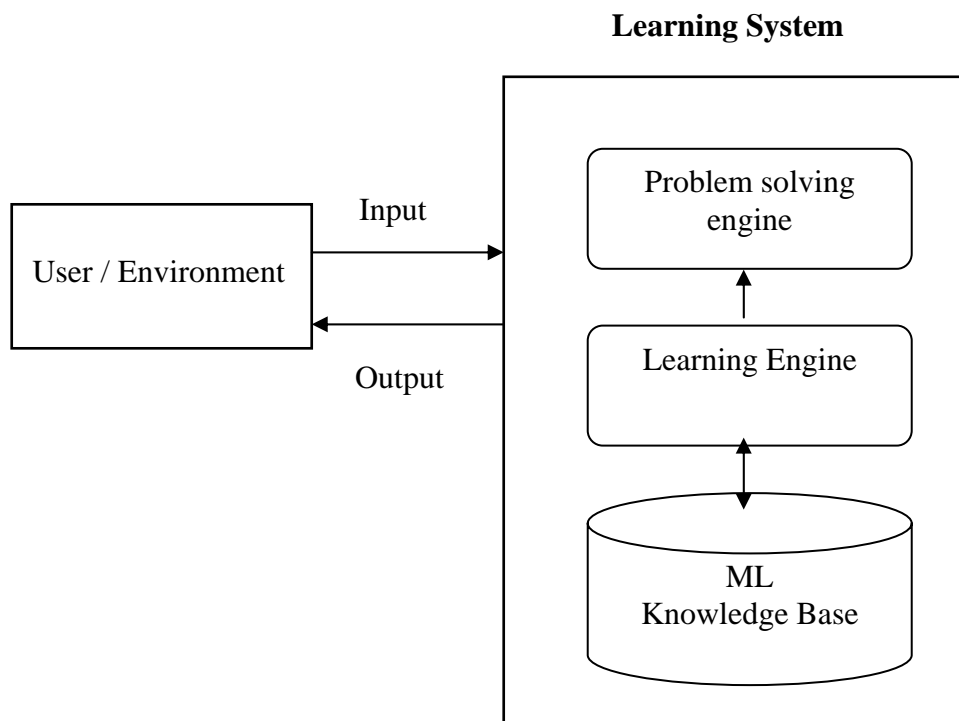 Learning System
Input
User / Environment
Output
Problem solving
engine
Learning Engine
ML
Knowledge Base